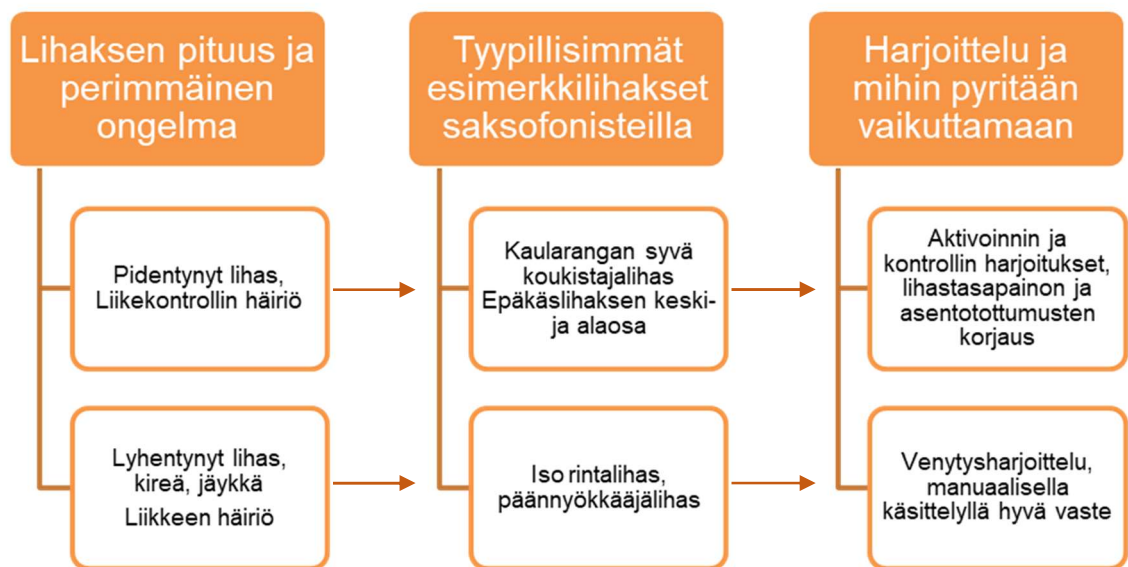 Lihaksen pituus ja
perimmäinen
ongelma
Tyypillisimmät
esimerkkilihakset
saksofonisteilla
Harjoittelu ja
mihin pyritään
vaikuttamaan
Pidentynyt lihas,
Liikekontrollin häiriö
Kaularangan syvä
koukistajalihas
Epäkäslihaksen keski-
ja alaosa
Aktivoinnin ja
kontrollin harjoitukset,
lihastasapainon ja
asentotottumusten
korjaus
Lyhentynyt lihas,
kireä, jäykkä
Liikkeen häiriö
Iso rintalihas,
päännyökkääjälihas
Venytysharjoittelu,
manuaalisella
käsittelyllä hyvä vaste